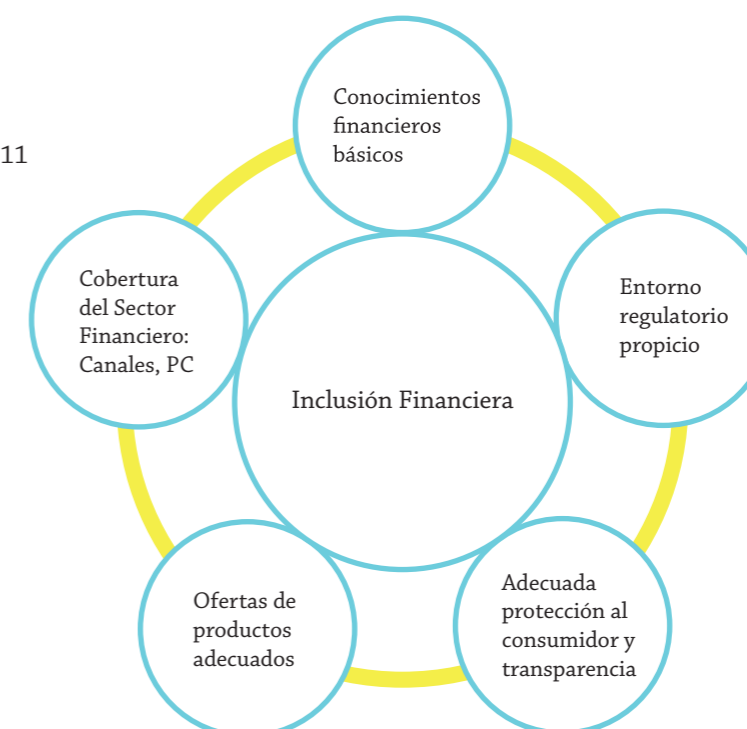 Conocimientos
financieros
básicos
11
Cobertura
del Sector
Financiero:
Canales, PC
Entorno
regulatorio
propicio
Inclusión Financiera
Ofertas de
productos
adecuados
Adecuada
protección al
consumidor y
transparencia